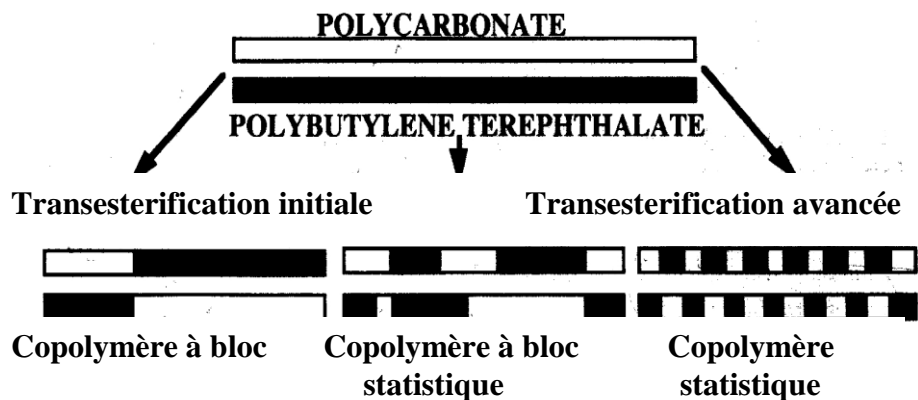 POLYCARBONATE
POLYBUTYLENE TEREPHTHALATE
Transesterification initiale
Transesterification avancée
Copolymère à bloc
Copolymère à bloc
statistique
Copolymère
statistique